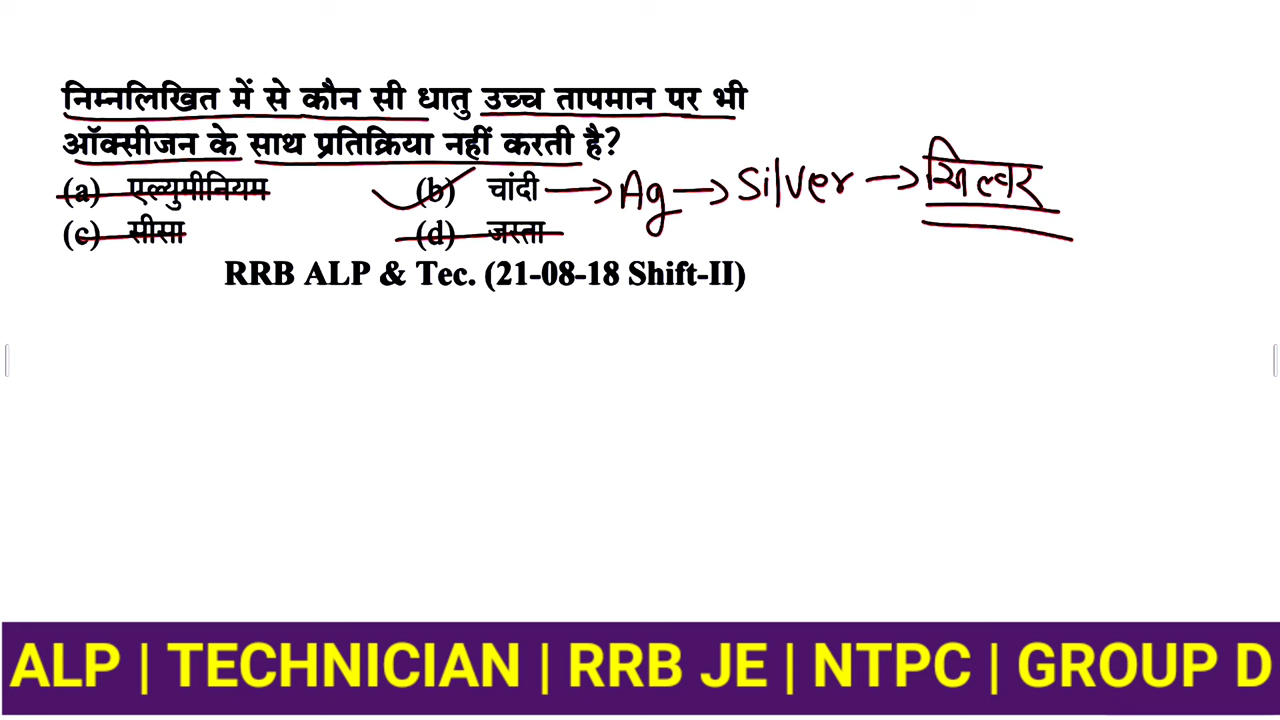 निम्नलिखित में से कौन सी धातु उच्च तापमान पर भी
ऑक्सीजन के साथ प्रतिक्रिया नहीं करती है?
(a) एल्युमीनियम (b) चांदी → Ag → Silver → सिल्वर
(c) सीसा (d) जस्ता
RRB ALP & Tec. (21-08-18 Shift-II)
ALP | TECHNICIAN | RRB JE | NTPC | GROUP D